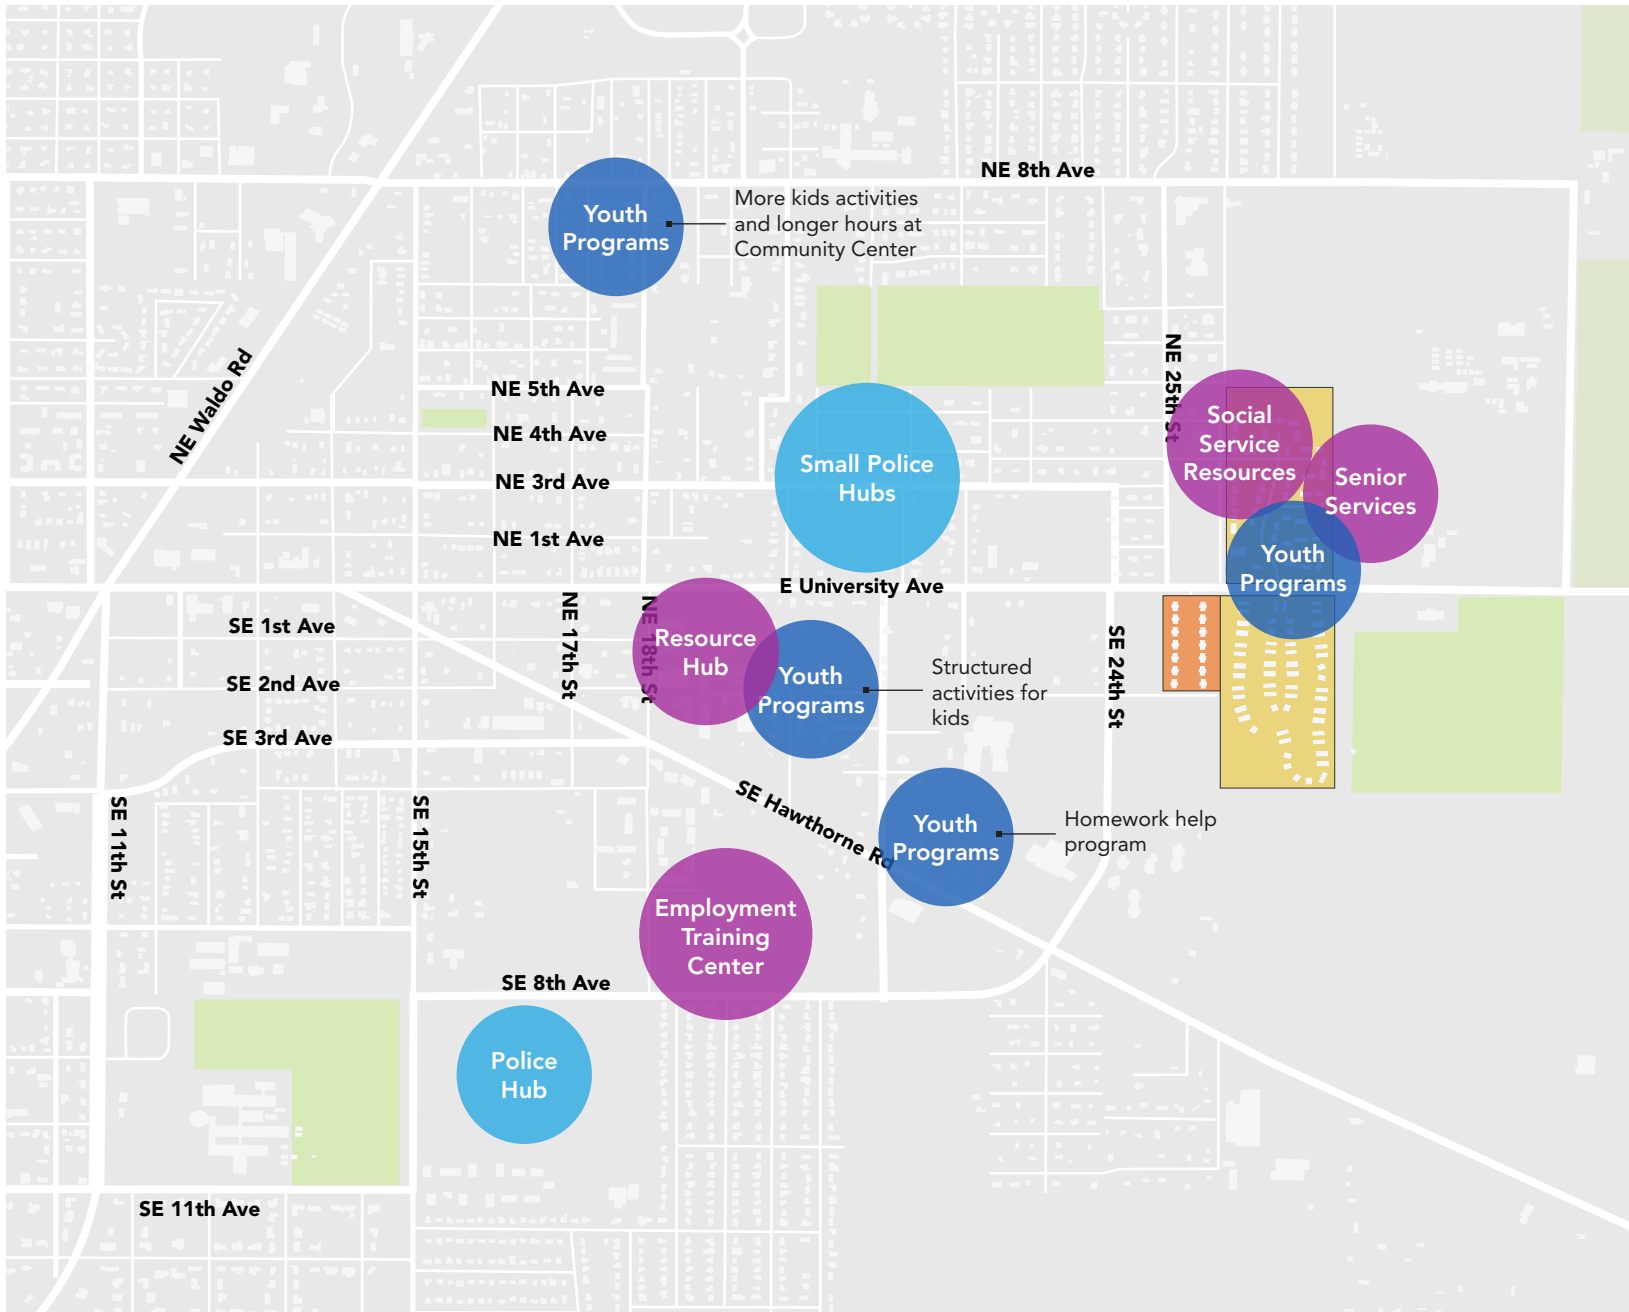 NE 8th Ave
Youth
Programs
More kids activities
and longer hours at
Community Center
NE Waldo Rd
NE 25th St
NE 5th Ave
NE 4th Ave
NE 3rd Ave
NE 1st Ave
Small Police
Hubs
Social
Service
Resources
Senior
Services
Youth
Programs
E University Ave
SE 1st Ave
SE 2nd Ave
SE 3rd Ave
NE 17th St
NE 18th St
Resource
Hub
Youth
Programs
Structured
activities for
kids
SE 24th St
SE 11th St
SE 15th St
SE Hawthorne Rd
Youth
Programs
Homework help
program
Employment
Training
Center
SE 8th Ave
Police
Hub
SE 11th Ave